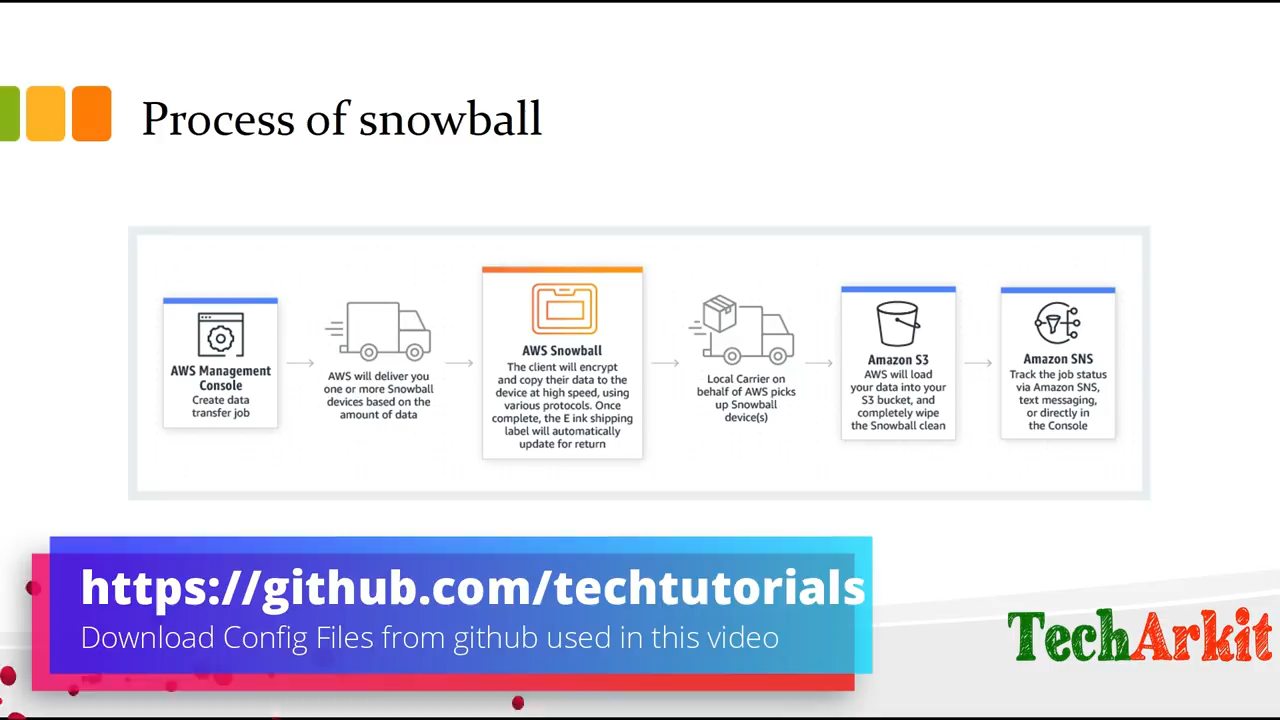 Process of snowball
AWS Management
Console
Create data
transfer job
AWS will deliver you
one or more Snowball
devices based on the
amount of data
AWS Snowball
The client will encrypt
and copy their data to the
device at high speed, using
various protocols. Once
complete, the E ink shipping
label will automatically
update for return
Local Carrier on
behalf of AWS picks
up Snowball
device(s)
Amazon S3
AWS will load
your data into your
S3 bucket, and
completely wipe
the Snowball clean
Amazon SNS
Track the job status
via Amazon SNS,
text messaging,
or directly in
the Console
https://github.com/techtutorials
Download Config Files from github used in this video
TechArkit